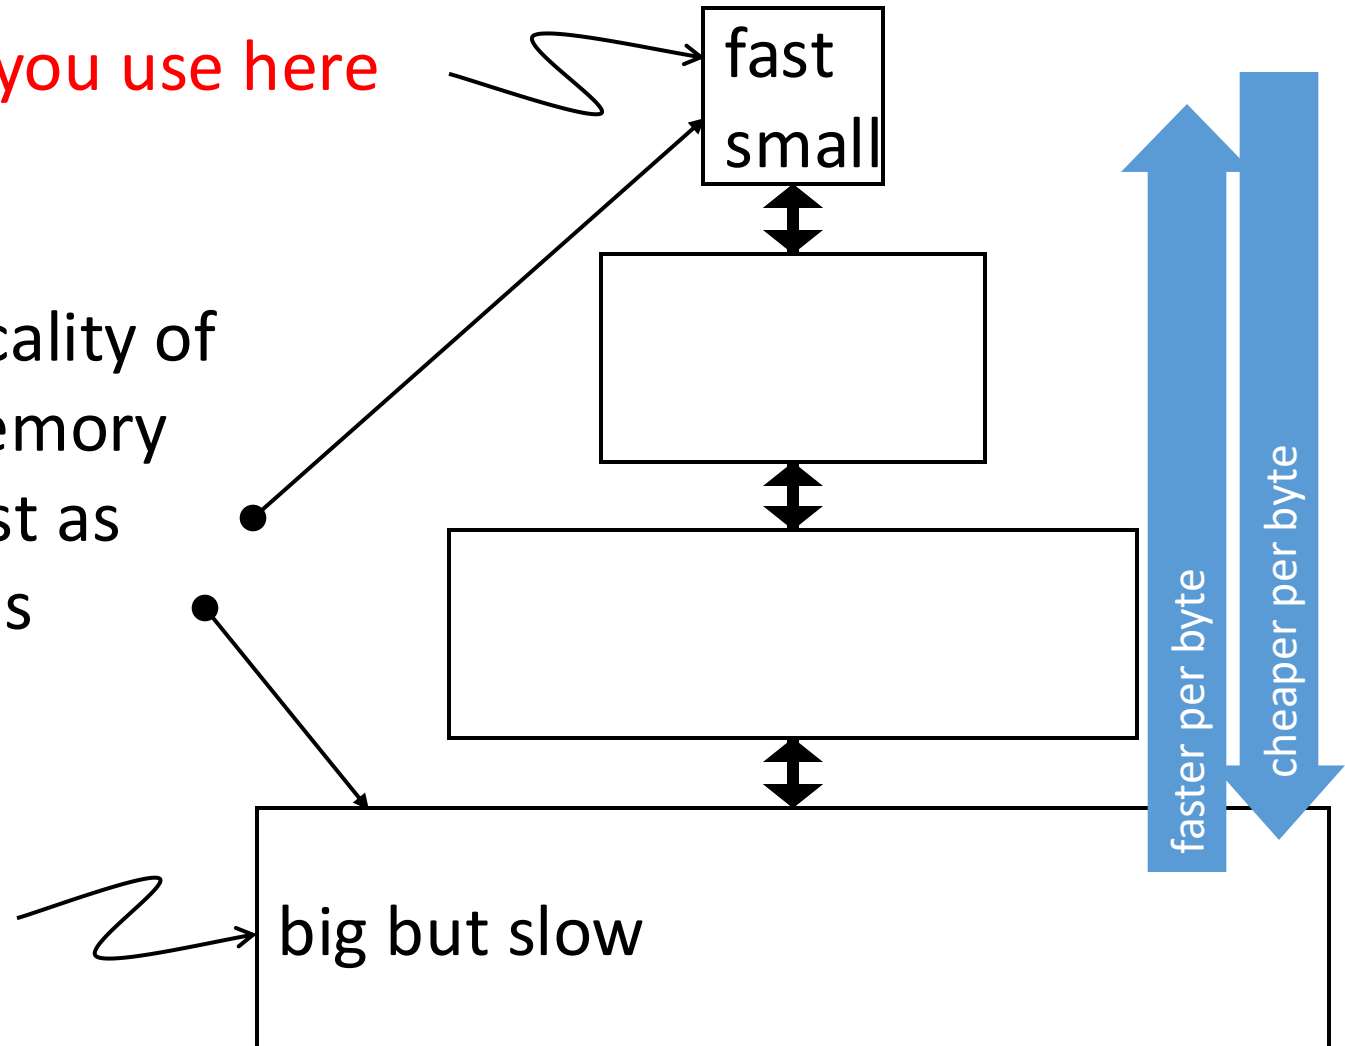 you use here
fast
small
cality of
emory
st as
s
faster per byte
cheaper per byte
big but slow